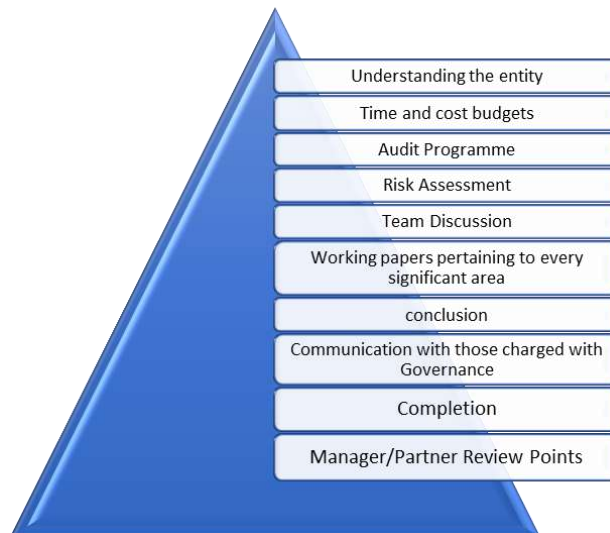 Understanding the entity
Time and cost budgets
Audit Programme
Risk Assessment
Team Discussion
Working papers pertaining to every
significant area
conclusion
Communication with those charged with
Governance
Completion
Manager/Partner Review Points